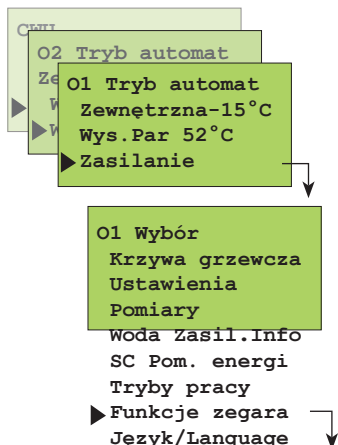 CWU
O2 Tryb automat
Ze
W
W
O1 Tryb automat
Zewnętrzna-15°C
Wys.Par 52°C
Zasilanie
O1 Wybór
Krzywa grzewcza
Ustawienia
Pomiary
Woda Zasil.Info
SC Pom. energi
Tryby pracy
Funkcje zegara
Język/Language